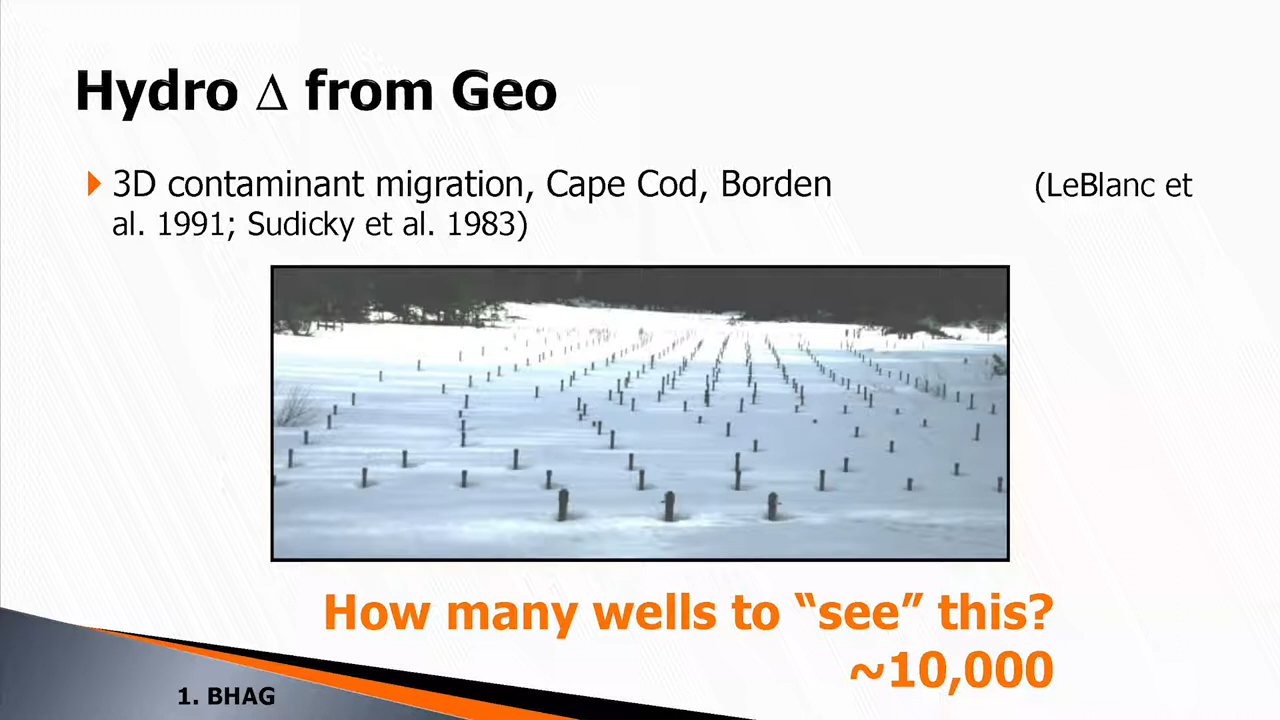 Hydro Δ from Geo
3D contaminant migration, Cape Cod, Borden (LeBlanc et
al. 1991; Sudicky et al. 1983)
How many wells to “see” this?
~10,000
1. BHAG